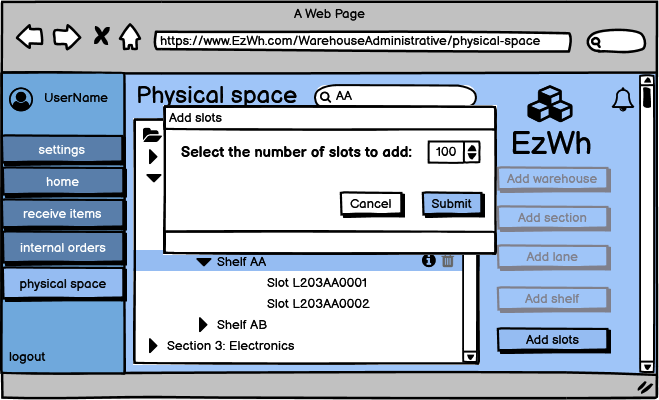 A Web Page
https://www.EzWh.com/WarehouseAdministrative/physical-space
UserName
settings
home
receive items
internal orders
physical space
logout
Physical space
AA
Add slots
Select the number of slots to add: 100
Cancel Submit
Shelf AA
Slot L203AA0001
Slot L203AA0002
Shelf AB
Section 3: Electronics
EzWh
Add warehouse
Add section
Add lane
Add shelf
Add slots